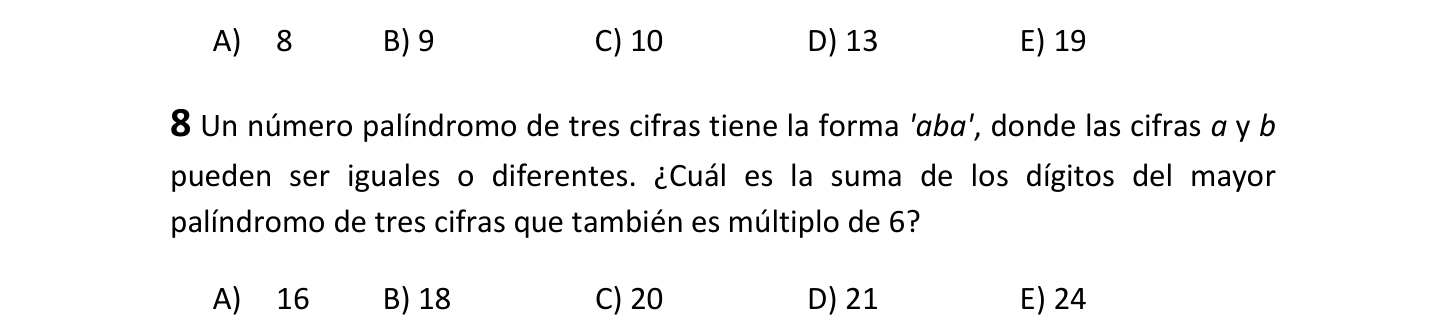 A) 8 B) 9 C) 10 D) 13 E) 19
8 Un número palíndromo de tres cifras tiene la forma 'aba', donde las cifras a y b
pueden ser iguales o diferentes. ¿Cuál es la suma de los dígitos del mayor
palíndromo de tres cifras que también es múltiplo de 6?
A) 16 B) 18 C) 20 D) 21 E) 24